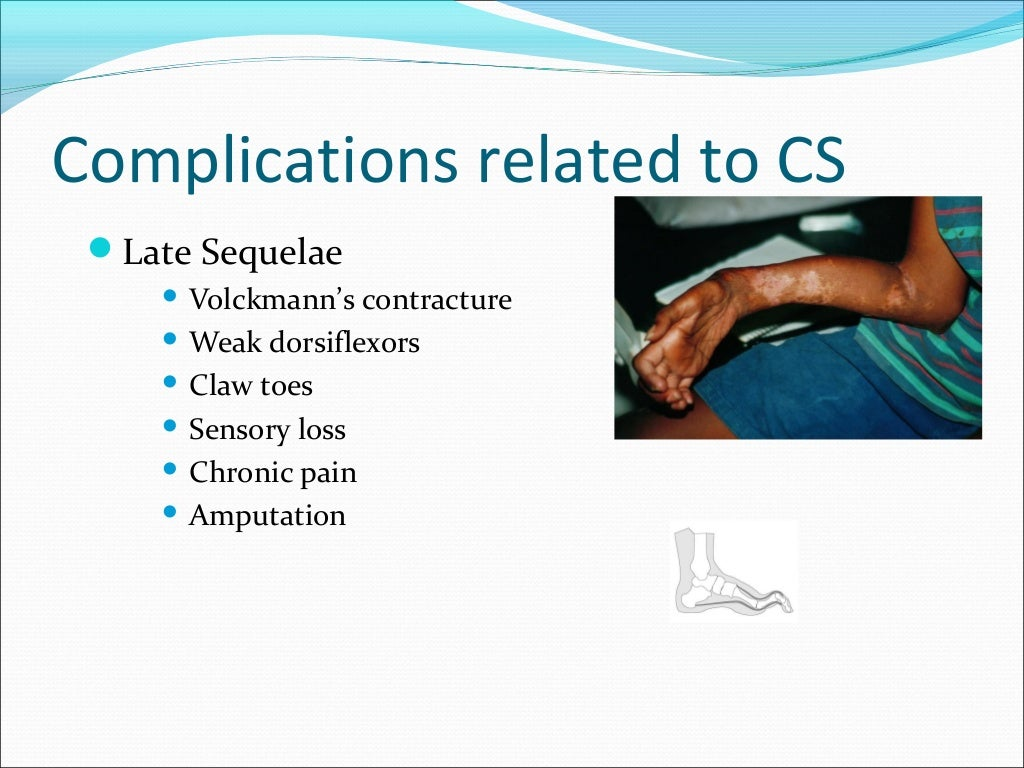 Complications related to CS
Late Sequelae
Volckmann’s contracture
Weak dorsiflexors
Claw toes
Sensory loss
Chronic pain
Amputation